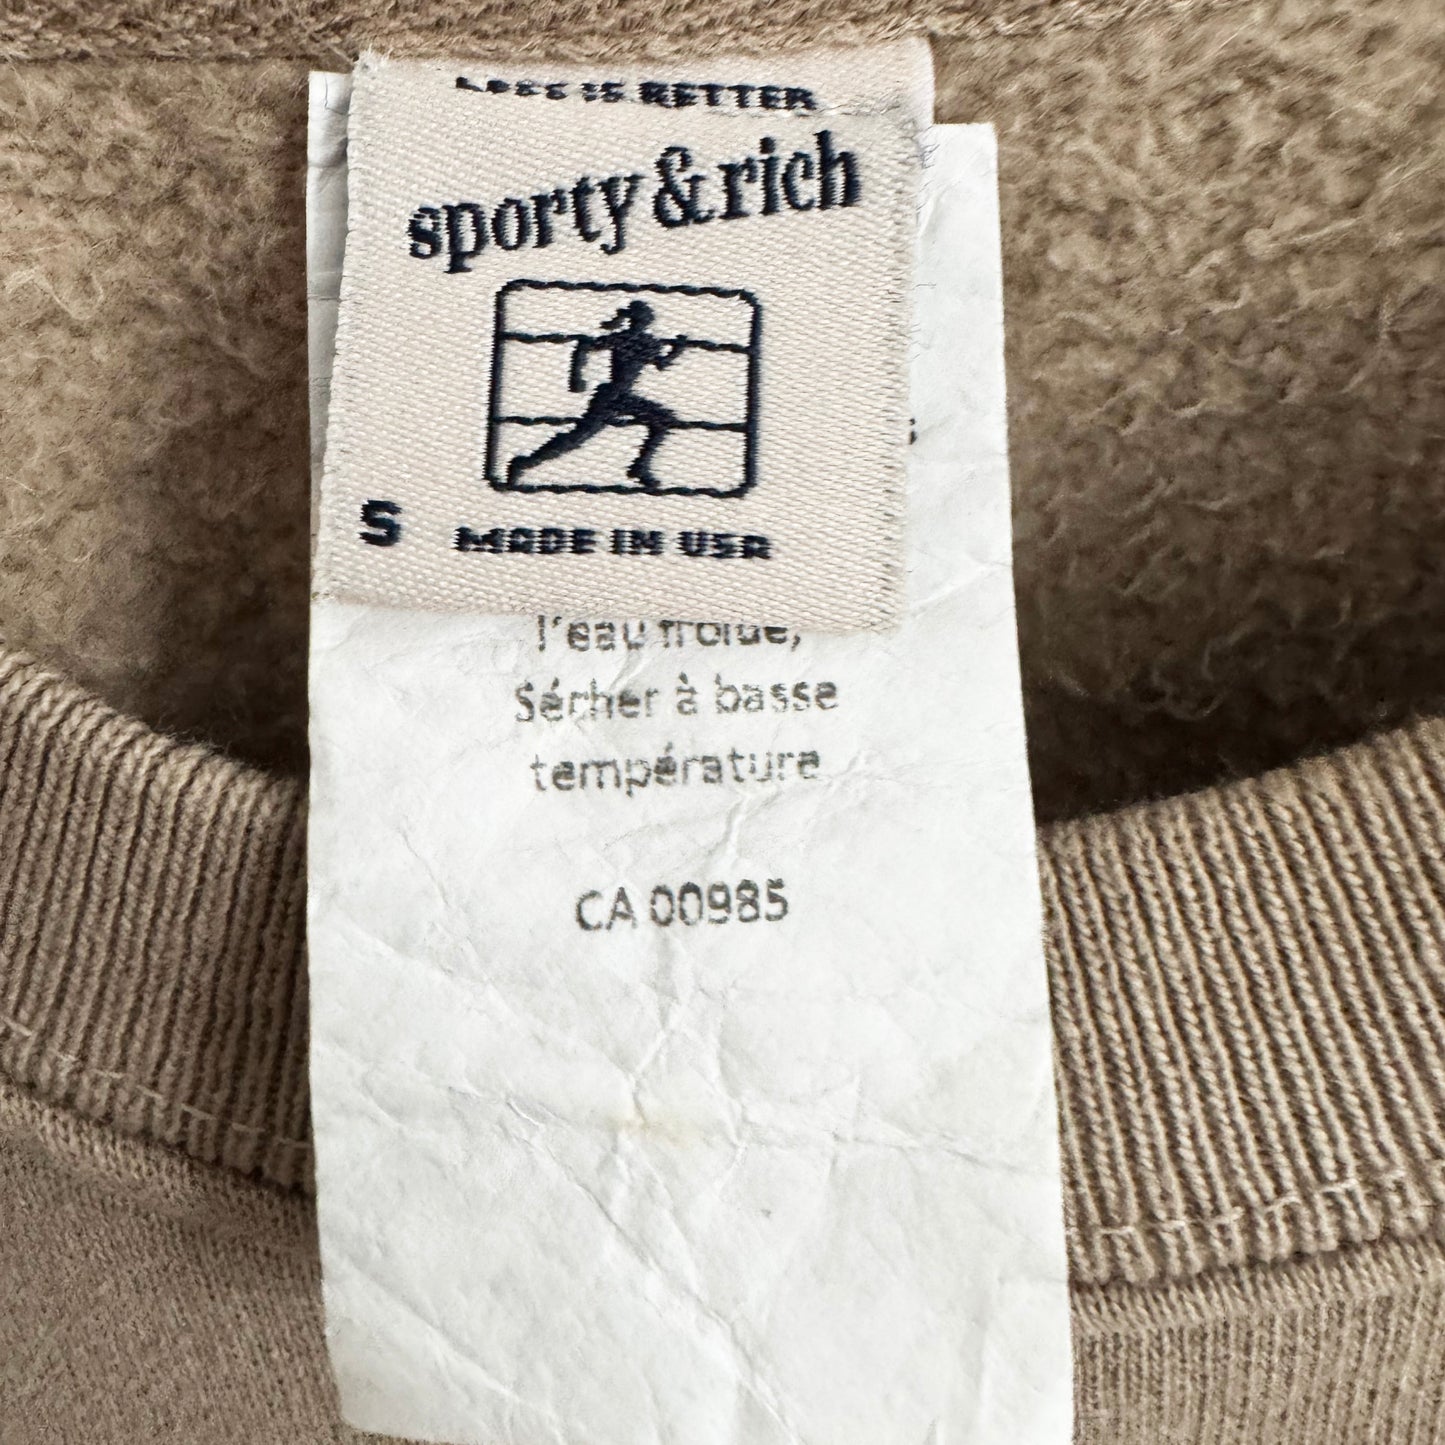 LESS IS BETTER
sporty & rich
S MADE IN USA
l'eau froide,
Sécher à basse
température
CA 00985